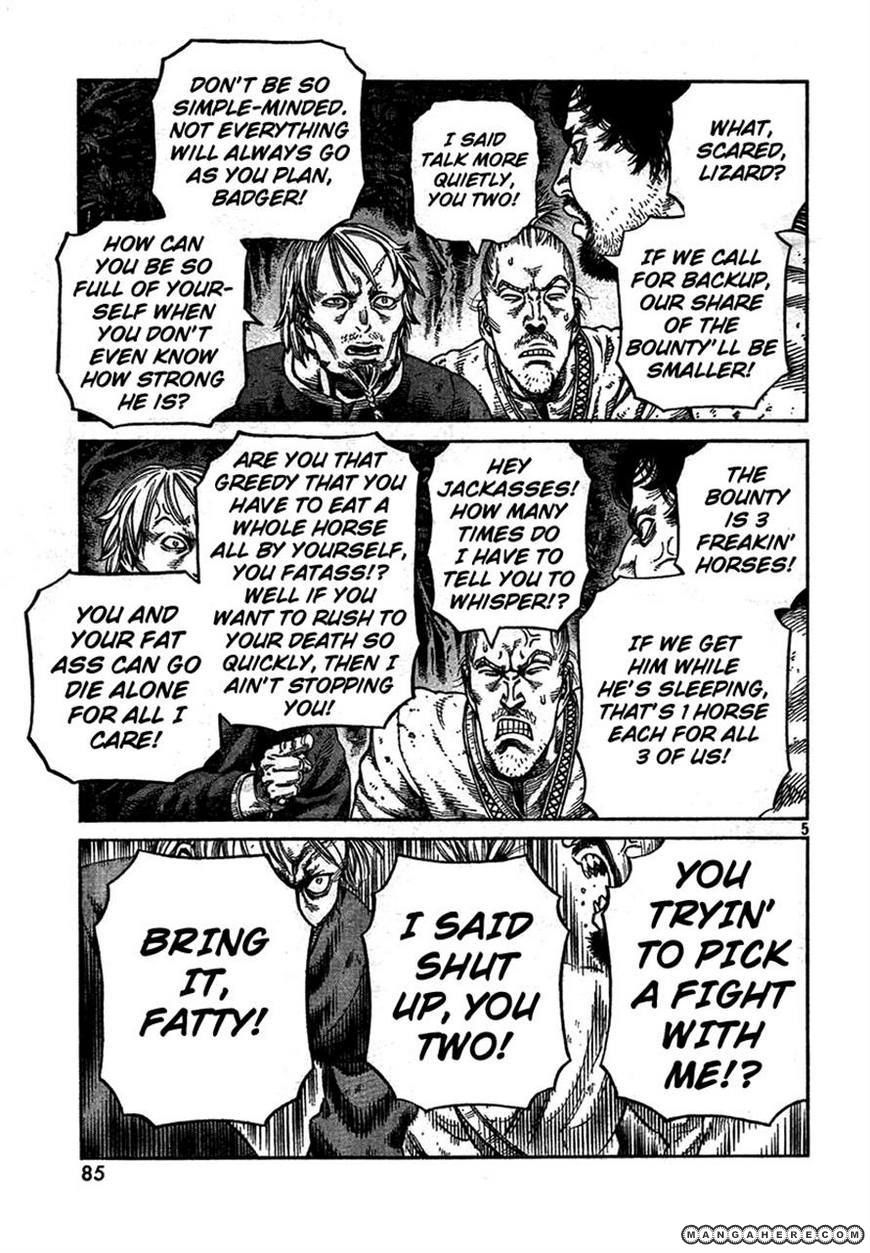 WHAT,
SCARED,
LIZARD?
IF WE CALL
FOR BACKUP,
OUR SHARE
OF THE
BOUNTY'LL BE
SMALLER!
I SAID
TALK MORE
QUIETLY,
YOU TWO!
DON'T BE SO
SIMPLE-MINDED.
NOT EVERYTHING
WILL ALWAYS GO
AS YOU PLAN,
BADGER!
HOW CAN
YOU BE SO
FULL OF YOUR-
SELF WHEN
YOU DON'T
EVEN KNOW
HOW STRONG
HE IS?
THE
BOUNTY
IS 3
FREAKIN'
HORSES!
IF WE GET
HIM WHILE
HE'S SLEEPING,
THAT'S 1 HORSE
EACH FOR ALL
3 OF US!
HEY
JACKASSES!
HOW MANY
TIMES DO
I HAVE TO
TELL YOU TO
WHISPER!?
ARE YOU THAT
GREEDY THAT YOU
HAVE TO EAT A
WHOLE HORSE
ALL BY YOURSELF,
YOU FATASS!?
WELL IF YOU
WANT TO RUSH TO
YOUR DEATH SO
QUICKLY, THEN I
AIN'T STOPPING
YOU!
YOU AND
YOUR FAT
ASS CAN GO
DIE ALONE
FOR ALL I
CARE!
5
YOU
TRYIN'
TO PICK
A FIGHT
WITH
ME!?
I SAID
SHUT
UP, YOU
TWO!
BRING
IT,
FATTY!
85
MANGAHERE.COM